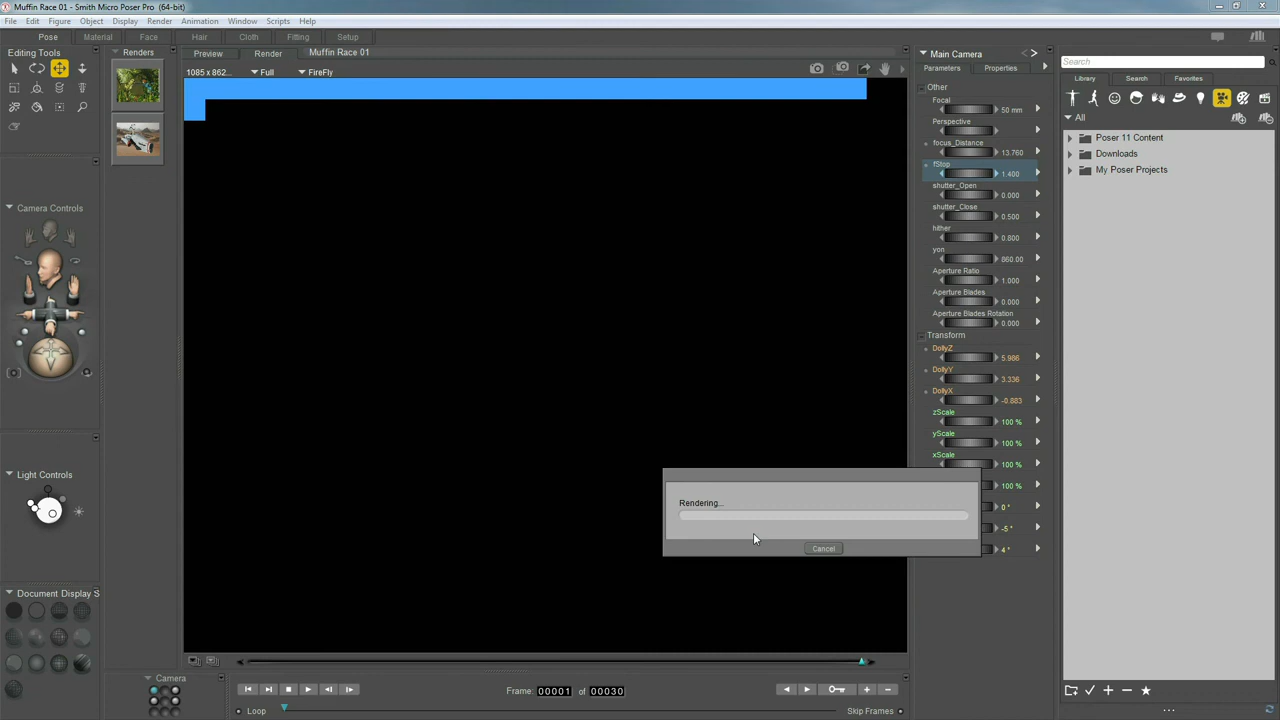 Muffin Race 01 - Smith Micro Poser Pro (64-bit)
File Edit Figure Object Display Render Animation Window Scripts Help
Pose Material Face Hair Cloth Fitting Setup
Editing Tools
Renders
Preview Render Muffin Race 01
1085 x 862... Full FireFly
Camera Controls
Light Controls
Document Display S
Rendering...
Cancel
Camera
Frame: 00001 of 00030
Loop
Skip Frames
Main Camera
Parameters Properties
Other
Focal
50 mm
Perspective
focus_Distance
13.760
fStop
1.400
shutter_Open
0.000
shutter_Close
0.500
hither
0.800
yon
860.00
Aperture Ratio
1.000
Aperture Blades
0.000
Aperture Blades Rotation
0.000
Transform
DollyZ
5.986
DollyY
3.336
DollyX
-0.883
zScale
100 %
yScale
100 %
xScale
100 %
100 %
0 °
-5 °
4 °
Search
Library Search Favorites
All
Poser 11 Content
Downloads
My Poser Projects